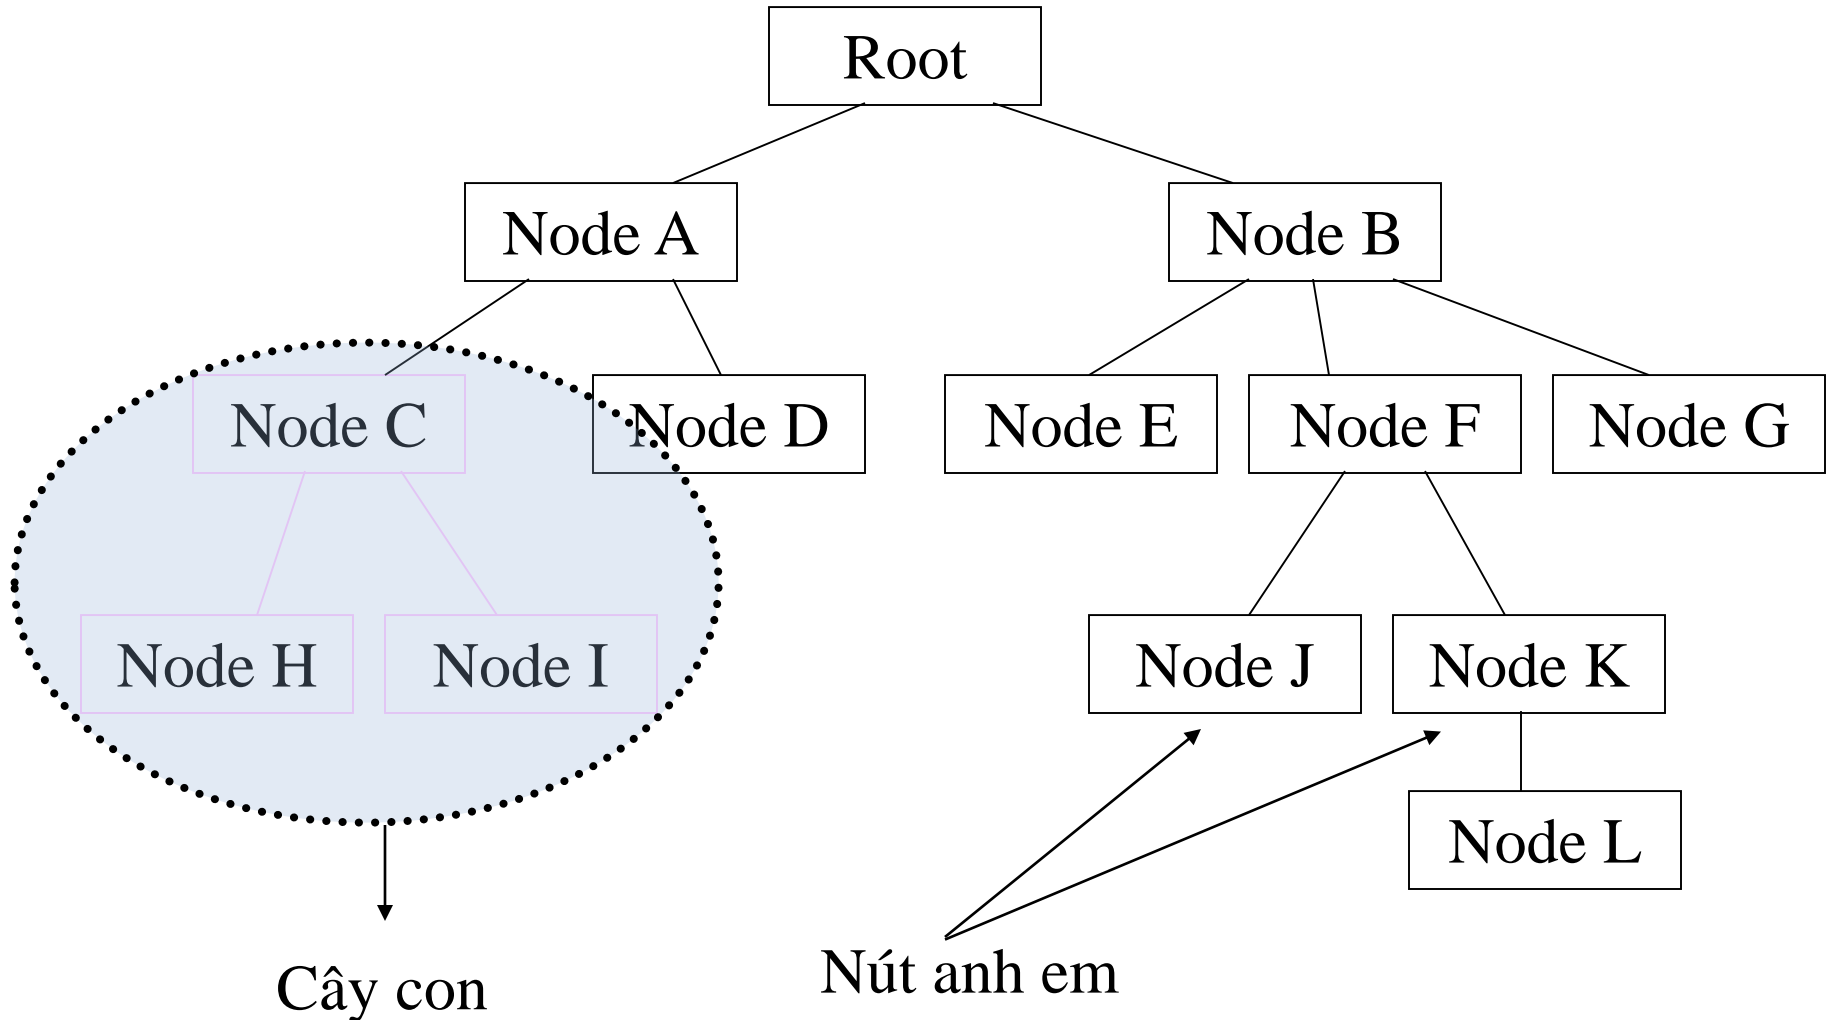 Root
Node A
Node B
Node C
Node D
Node E
Node F
Node G
Node H
Node I
Node J
Node K
Node L
Nút anh em
Cây con